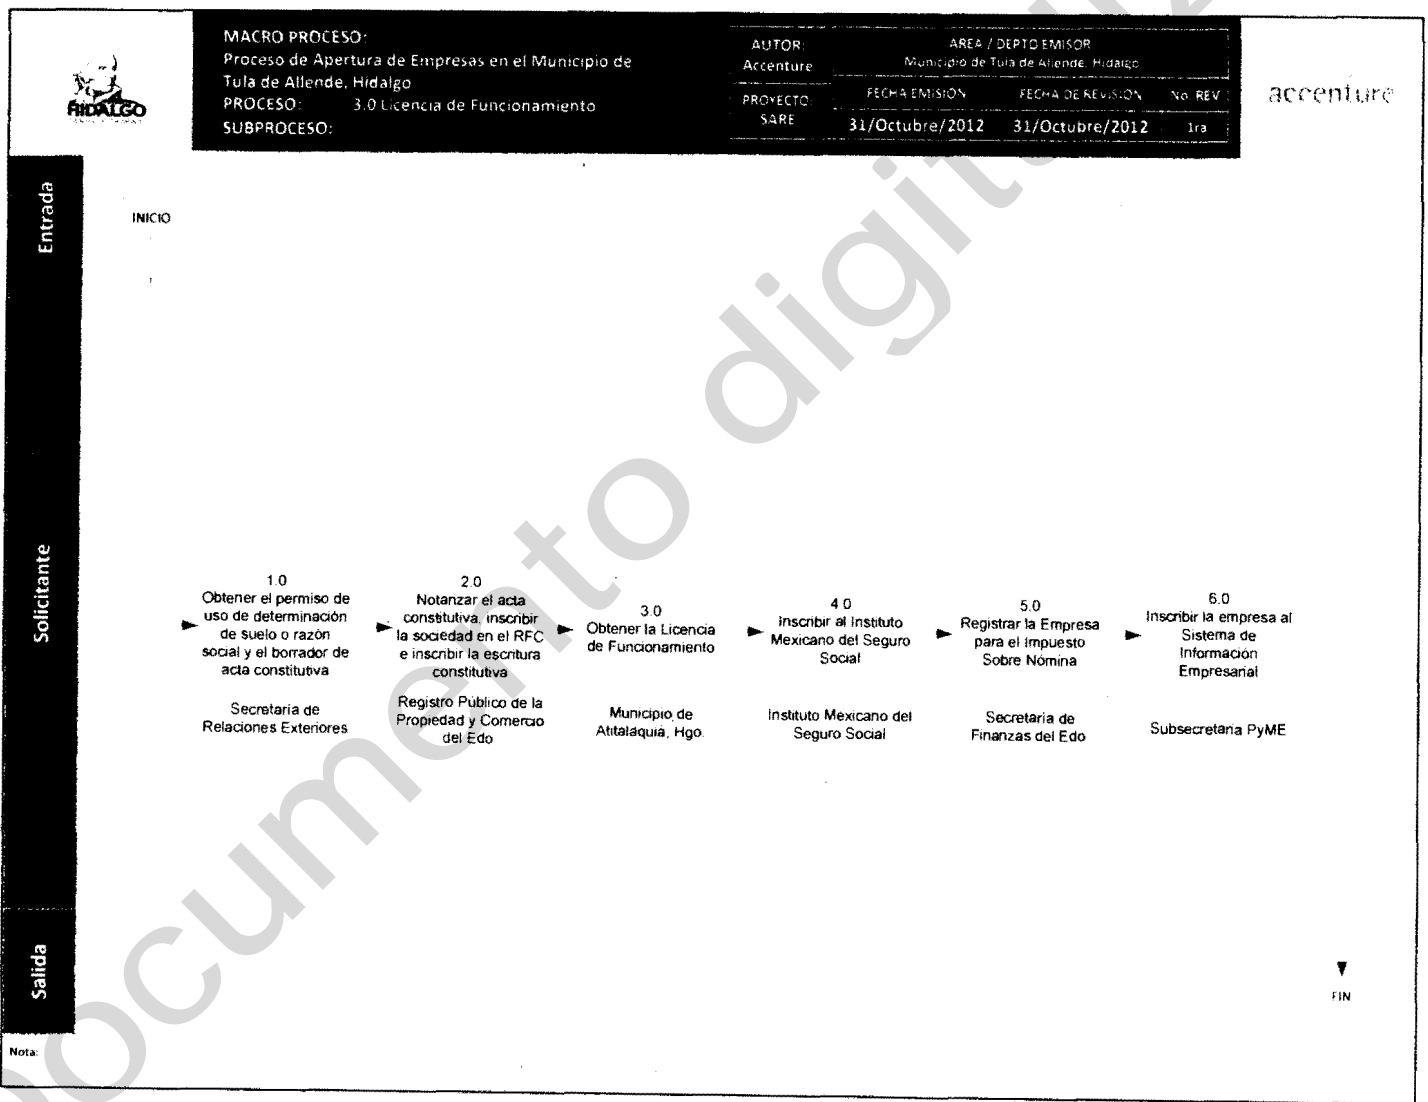 HIDALGO
MACRO PROCESO:
Proceso de Apertura de Empresas en el Municipio de
Tula de Allende, Hidalgo
PROCESO: 3.0 Licencia de Funcionamiento
SUBPROCESO:
AUTOR:
Accenture
AREA / DEPTO EMISOR
Municipio de Tula de Allende, Hidalgo
PROYECTO:
SARE
FECHA EMISION
31/Octubre/2012
FECHA DE REVISION
31/Octubre/2012
No. REV
1ra
accenture
Entrada
INICIO
Solicitante
1.0
Obtener el permiso de
uso de determinación
de suelo o razón
social y el borrador de
acta constitutiva
Secretaria de
Relaciones Exteriores
2.0
Notanzar el acta
constitutiva, inscribir
la sociedad en el RFC
e inscribir la escritura
constitutiva
Registro Público de la
Propiedad y Comercio
del Edo
3.0
Obtener la Licencia
de Funcionamiento
Municipio de
Atitalaquia, Hgo.
4.0
Inscribir al Instituto
Mexicano del Seguro
Social
Instituto Mexicano del
Seguro Social
5.0
Registrar la Empresa
para el Impuesto
Sobre Nómina
Secretaria de
Finanzas del Edo
6.0
Inscribir la empresa al
Sistema de
Información
Empresarial
Subsecretaria PyME
Salida
FIN
Nota:
Documento digitaliz